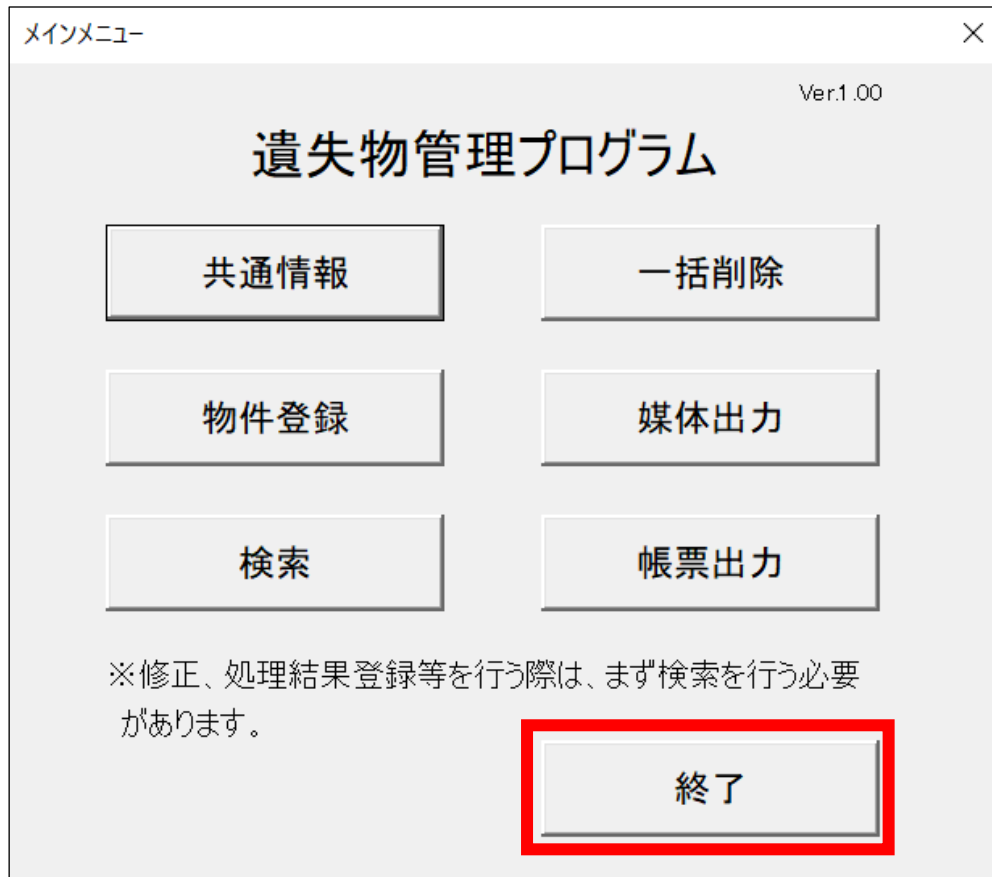 メインメニュー
Ver.1.00
遺失物管理プログラム
共通情報
一括削除
物件登録
媒体出力
検索
帳票出力
※修正、処理結果登録等を行う際は、まず検索を行う必要
があります。
終了